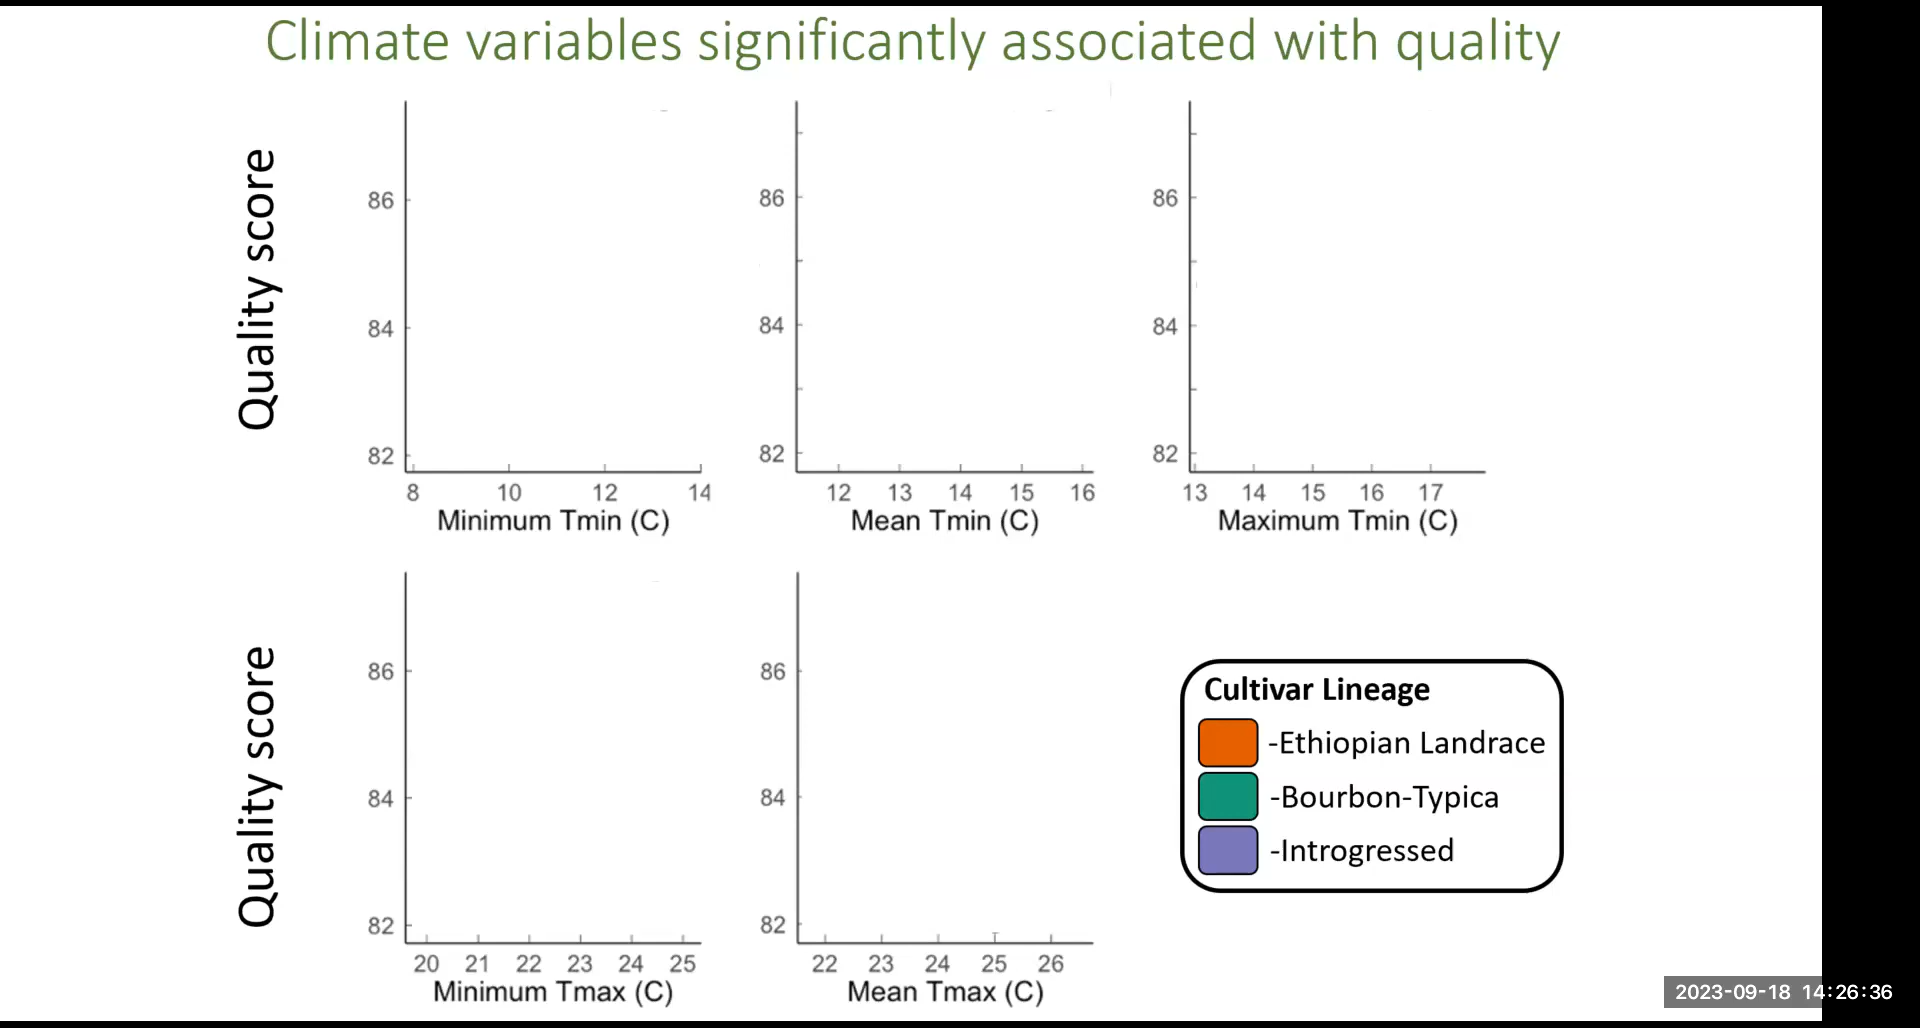 Climate variables significantly associated with quality
Quality score
86
84
82
8 10 12 14
Minimum Tmin (C)
86
84
82
12 13 14 15 16
Mean Tmin (C)
86
84
82
13 14 15 16 17
Maximum Tmin (C)
Quality score
86
84
82
20 21 22 23 24 25
Minimum Tmax (C)
86
84
82
22 23 24 25 26
Mean Tmax (C)
Cultivar Lineage
-Ethiopian Landrace
-Bourbon-Typica
-Introgressed
2023-09-18 14:26:36